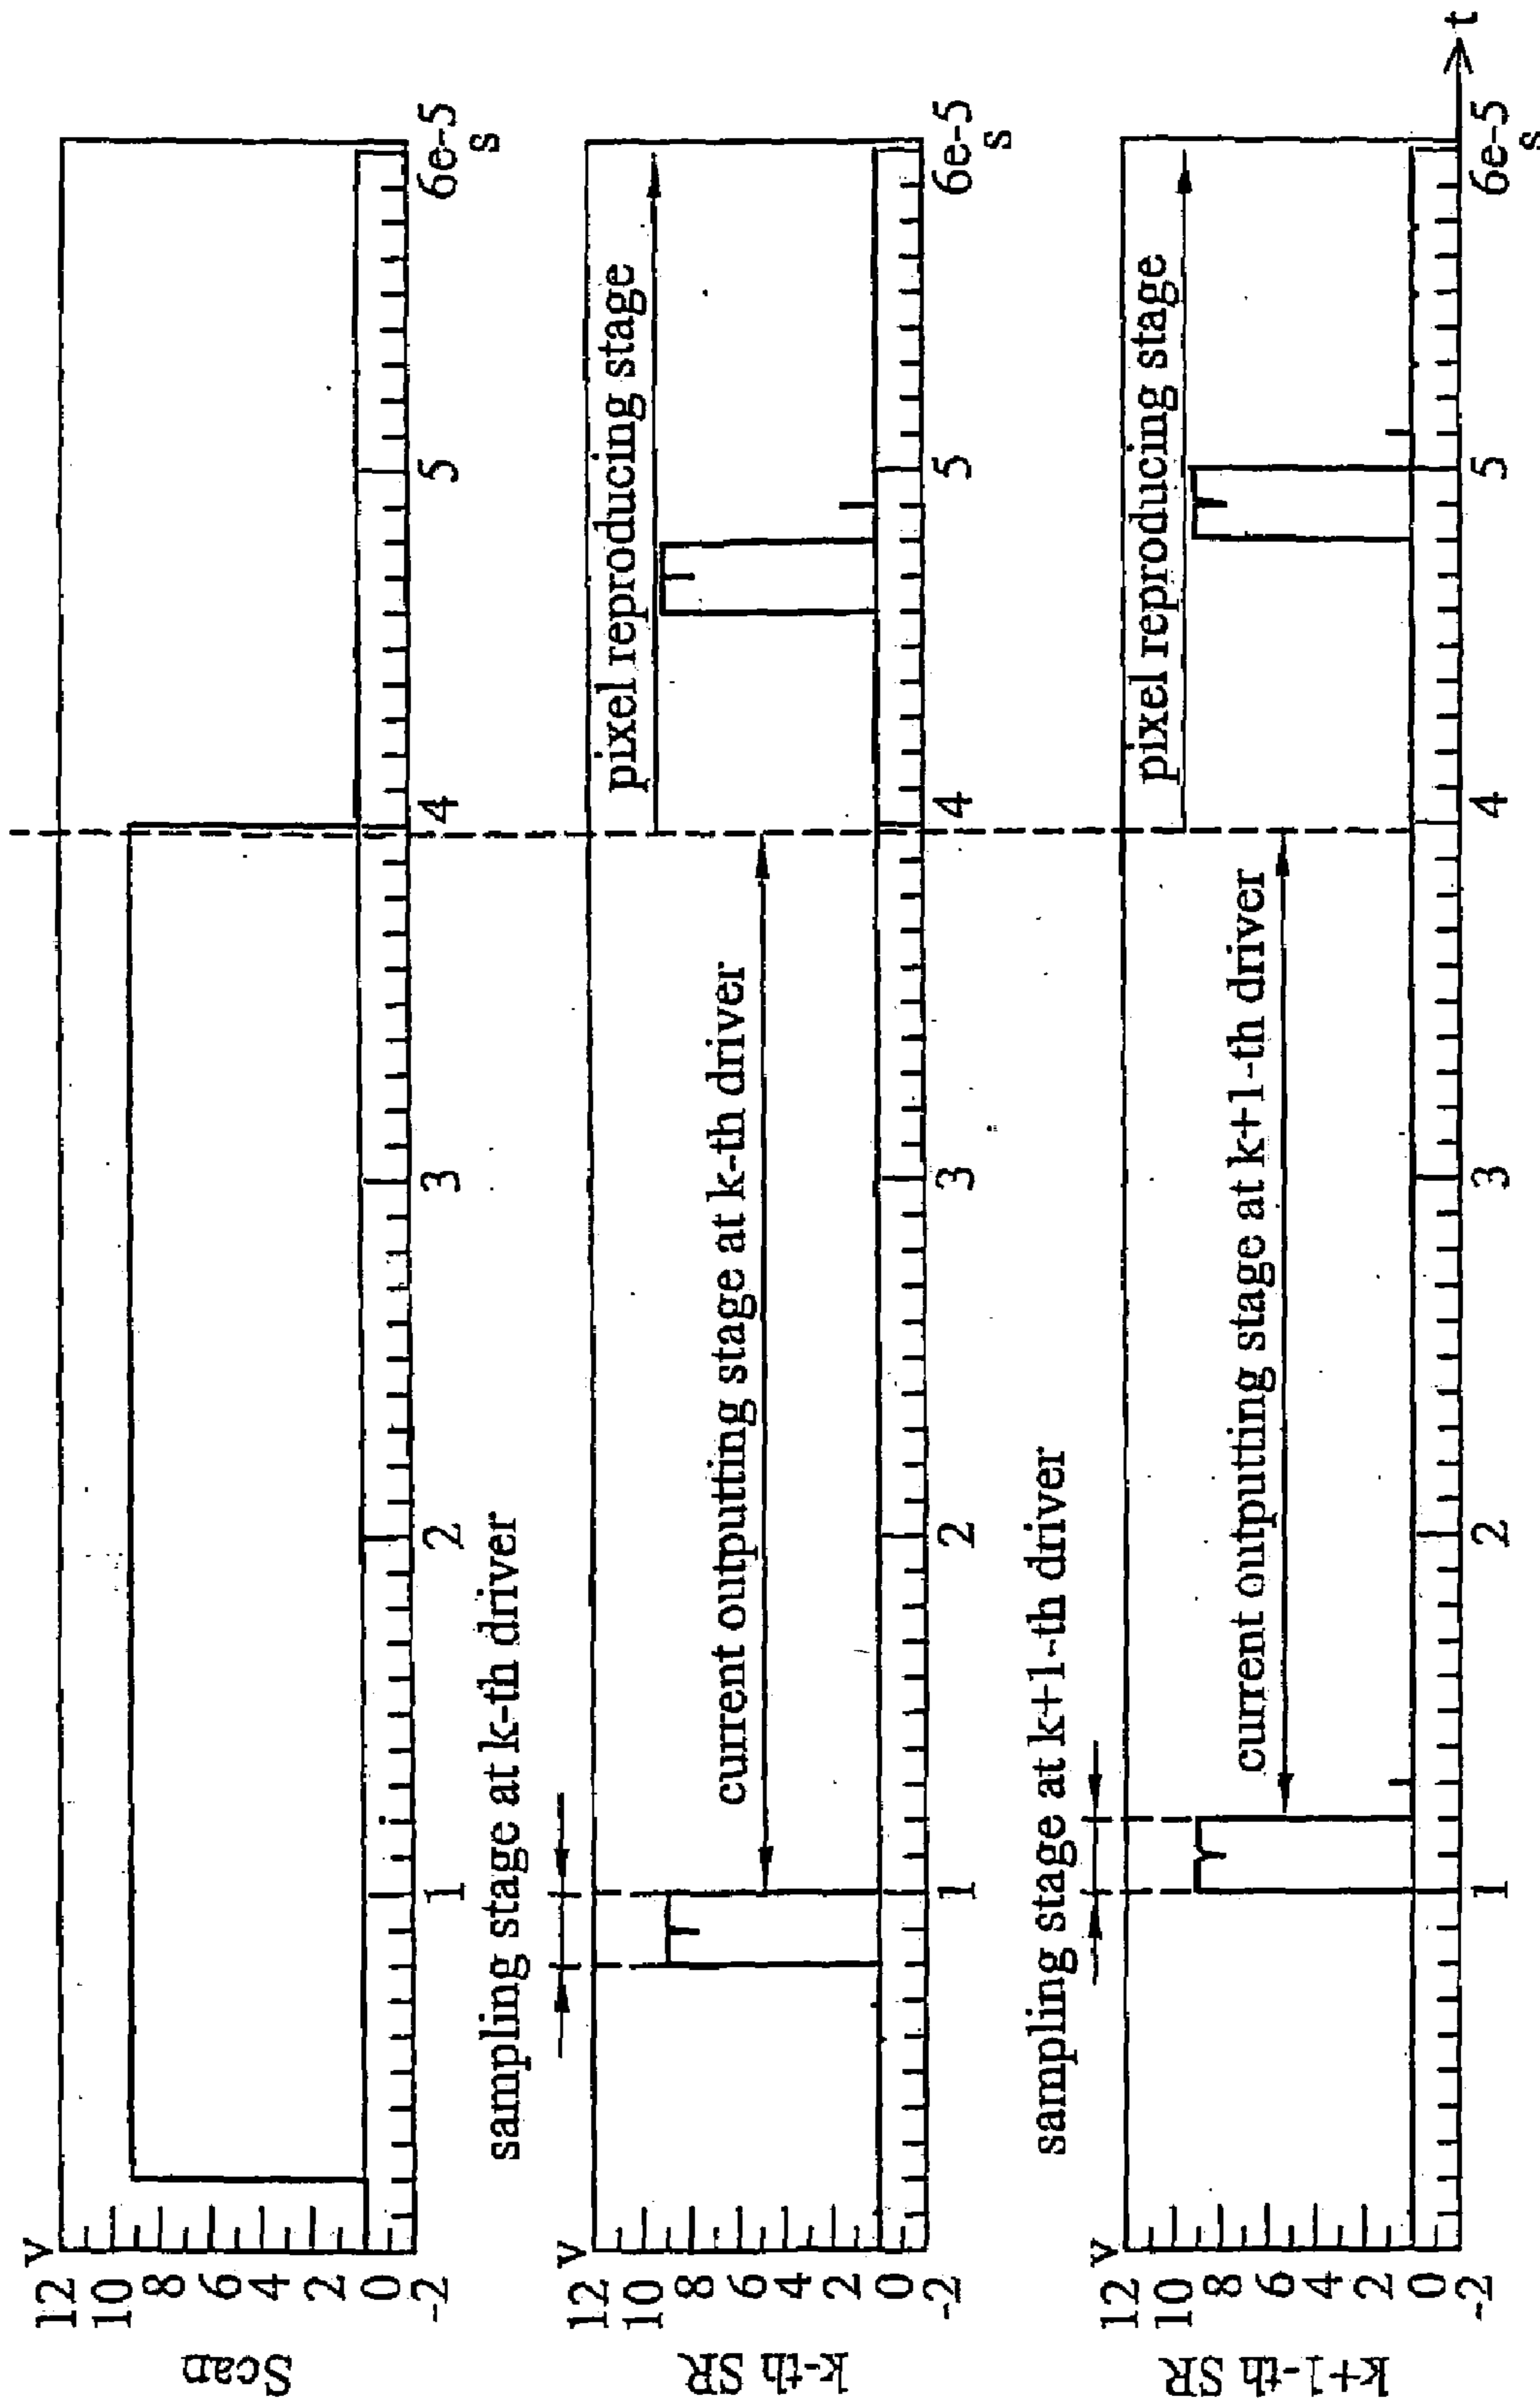 Scan
v
12
10
8
6
4
2
0
-2
1
2
3
4
5
6e-5
s
sampling stage at k-th driver
k-th SR
v
12
10
8
6
4
2
0
-2
current outputting stage at k-th driver
pixel reproducing stage
1
2
3
4
5
6e-5
s
sampling stage at k+1-th driver
k+1-th SR
v
12
10
8
6
4
2
0
-2
current outputting stage at k+1-th driver
pixel reproducing stage
1
2
3
4
5
6e-5
s
t